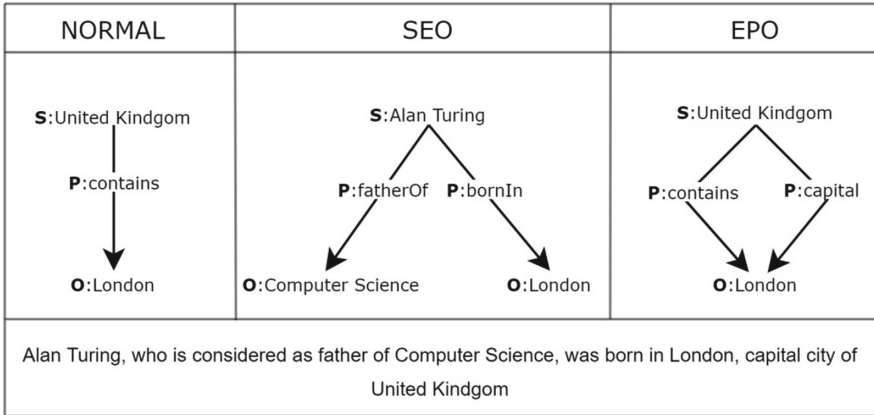 NORMAL
SEO
EPO
S:United Kindgom
P:contains
O:London
S:Alan Turing
P:fatherOf
P:bornIn
O:Computer Science
O:London
S:United Kindgom
P:contains
P:capital
O:London
Alan Turing, who is considered as father of Computer Science, was born in London, capital city of
United Kindgom